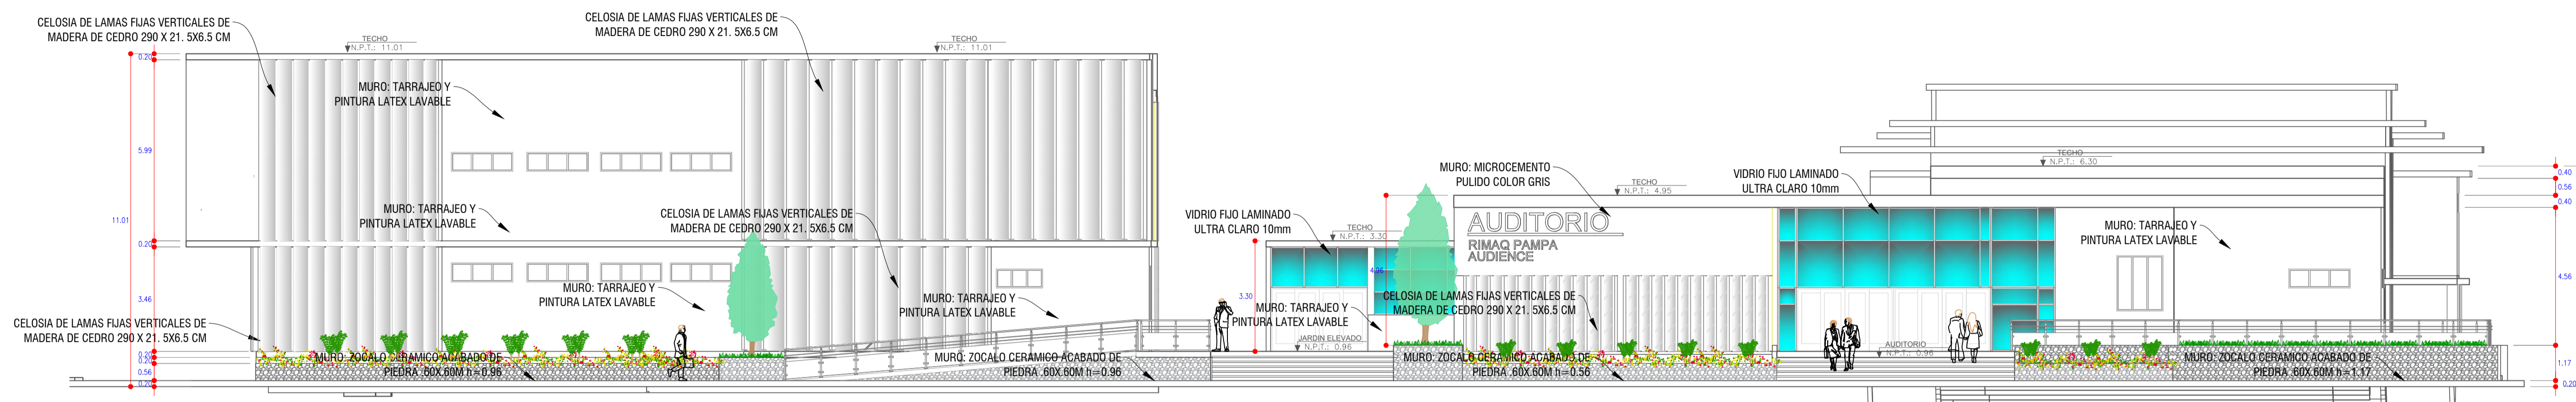 CELOSIA DE LAMAS FIJAS VERTICALES DE
MADERA DE CEDRO 290 X 21. 5X6.5 CM
TECHO
N.P.T.: 11.01
CELOSIA DE LAMAS FIJAS VERTICALES DE
MADERA DE CEDRO 290 X 21. 5X6.5 CM
TECHO
N.P.T.: 11.01
0.20
MURO: TARRAJEO Y
PINTURA LATEX LAVABLE
5.99
11.01
MURO: TARRAJEO Y
PINTURA LATEX LAVABLE
0.20
CELOSIA DE LAMAS FIJAS VERTICALES DE
MADERA DE CEDRO 290 X 21. 5X6.5 CM
3.46
MURO: TARRAJEO Y
PINTURA LATEX LAVABLE
MURO: TARRAJEO Y
PINTURA LATEX LAVABLE
CELOSIA DE LAMAS FIJAS VERTICALES DE
MADERA DE CEDRO 290 X 21. 5X6.5 CM
0.20
0.20
0.56
0.20
MURO: ZOCALO CERAMICO ACABADO DE
PIEDRA .60X.60M h=0.96
MURO: ZOCALO CERAMICO ACABADO DE
PIEDRA .60X.60M h=0.96
VIDRIO FIJO LAMINADO
ULTRA CLARO 10mm
TECHO
N.P.T.: 3.30
3.30
4.96
MURO: TARRAJEO Y
PINTURA LATEX LAVABLE
JARDIN ELEVADO
N.P.T.: 0.96
MURO: MICROCEMENTO
PULIDO COLOR GRIS
TECHO
N.P.T.: 4.95
AUDITORIO
RIMAQ PAMPA
AUDIENCE
CELOSIA DE LAMAS FIJAS VERTICALES DE
MADERA DE CEDRO 290 X 21. 5X6.5 CM
MURO: ZOCALO CERAMICO ACABADO DE
PIEDRA .60X.60M h=0.56
VIDRIO FIJO LAMINADO
ULTRA CLARO 10mm
TECHO
N.P.T.: 6.30
AUDITORIO
N.P.T.: 0.96
MURO: TARRAJEO Y
PINTURA LATEX LAVABLE
MURO: ZOCALO CERAMICO ACABADO DE
PIEDRA .60X.60M h=1.17
0.40
0.56
0.40
4.56
1.17
0.20